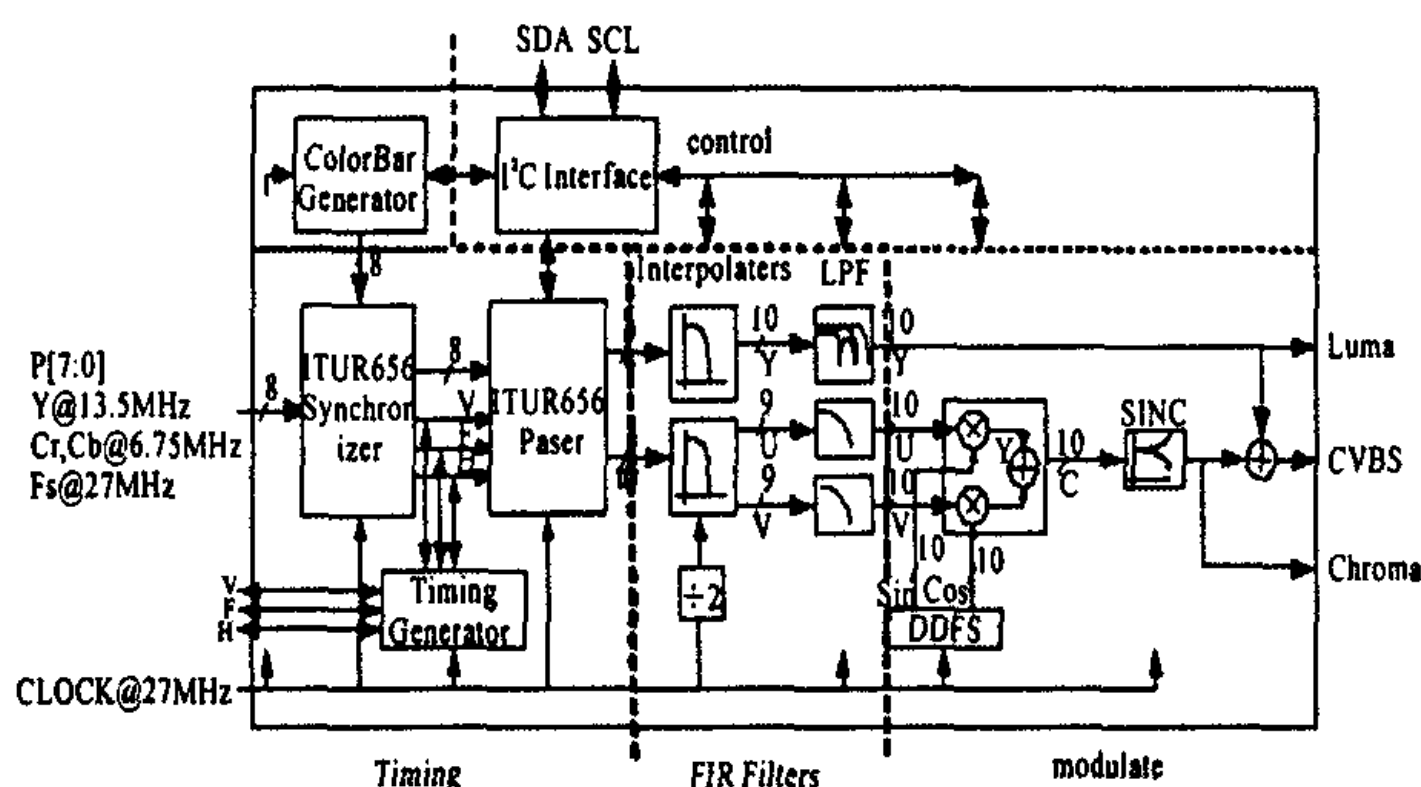 SDA SCL
control
ColorBar
Generator
I²C Interface
8
Interpolaters
LPF
P[7:0]
Y@13.5MHz
Cr,Cb@6.75MHz
Fs@27MHz
8
ITUR656
Synchron
izer
8
V
F
H
ITUR656
Paser
10
Y
10
Y
9
U
10
U
9
V
10
V
Y
10
C
SINC
Luma
CVBS
Chroma
10
10
Sin Cos
DDFS
÷2
V
F
H
Timing
Generator
CLOCK@27MHz
Timing
FIR Filters
modulate